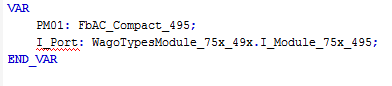 VAR
PM01: FbAC_Compact_495;
I_Port: WagoTypesModule_75x_49x.I_Module_75x_495;
END_VAR